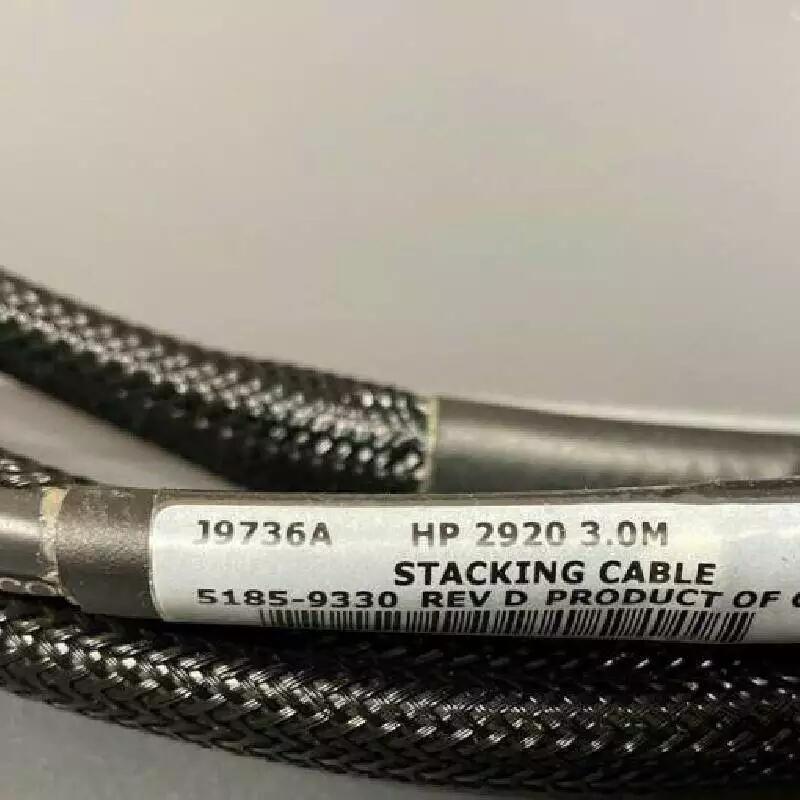 J9736A HP 2920 3.0M
STACKING CABLE
5185-9330 REV D PRODUCT OF